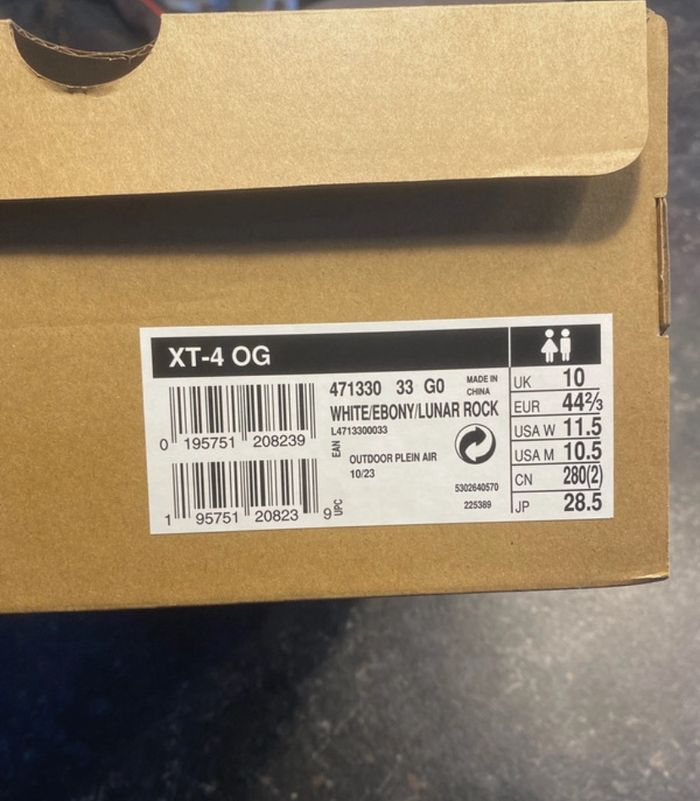 XT-4 OG
0 195751 208239
EAN
1 95751 20823 9
UPC
471330 33 G0
MADE IN
CHINA
WHITE/EBONY/LUNAR ROCK
L4713300033
OUTDOOR PLEIN AIR
10/23
5302640570
225389
UK 10
EUR 44⅔
USA W 11.5
USA M 10.5
CN 280(2)
JP 28.5